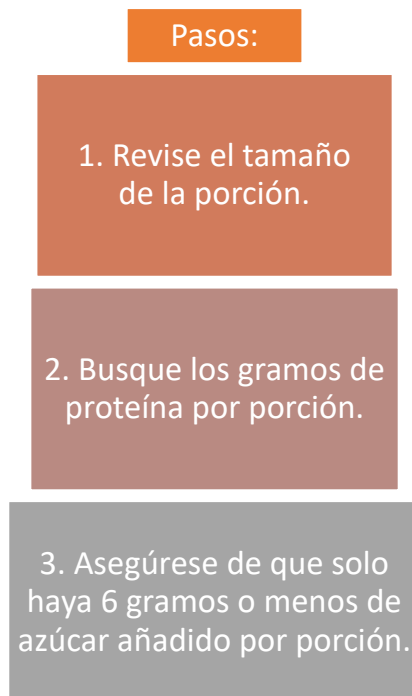 Pasos:
1. Revise el tamaño
de la porción.
2. Busque los gramos de
proteína por porción.
3. Asegúrese de que solo
haya 6 gramos o menos de
azúcar añadido por porción.